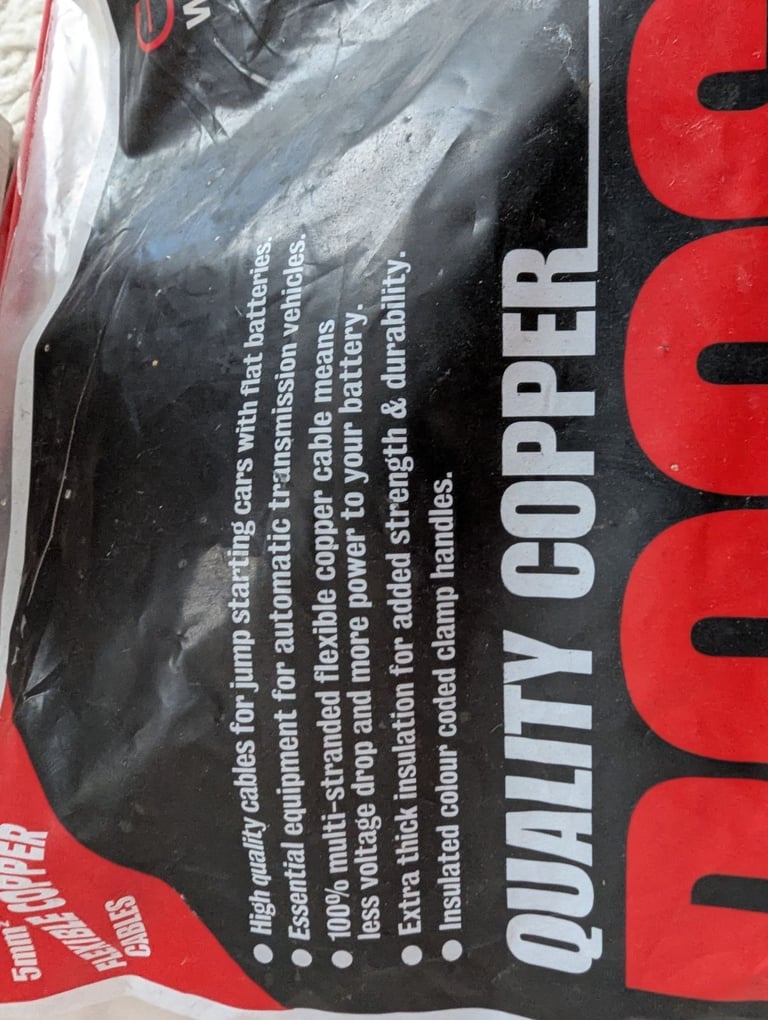 5mm² COPPER
FLEXIBLE COPPER
CABLES
● High quality cables for jump starting cars with flat batteries.
● Essential equipment for automatic transmission vehicles.
● 100% multi-stranded flexible copper cable means
less voltage drop and more power to your battery.
● Extra thick insulation for added strength & durability.
● Insulated colour coded clamp handles.
QUALITY COPPER